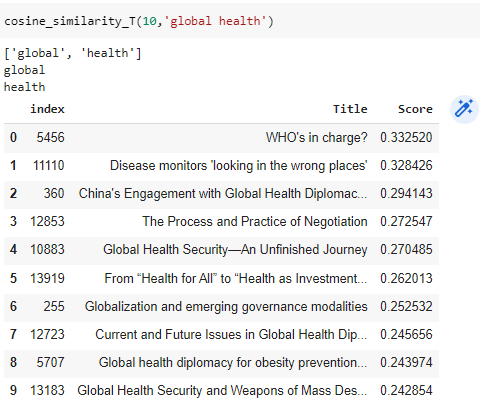 cosine_similarity_T(10,'global health')
['global', 'health']
global
health
index Title Score
0 5456 WHO's in charge? 0.332520
1 11110 Disease monitors 'looking in the wrong places' 0.328426
2 360 China's Engagement with Global Health Diplomac... 0.294143
3 12853 The Process and Practice of Negotiation 0.272547
4 10883 Global Health Security—An Unfinished Journey 0.270485
5 13919 From “Health for All” to “Health as Investment... 0.262013
6 255 Globalization and emerging governance modalities 0.252532
7 12723 Current and Future Issues in Global Health Dip... 0.245656
8 5707 Global health diplomacy for obesity prevention... 0.243974
9 13183 Global Health Security and Weapons of Mass Des... 0.242854